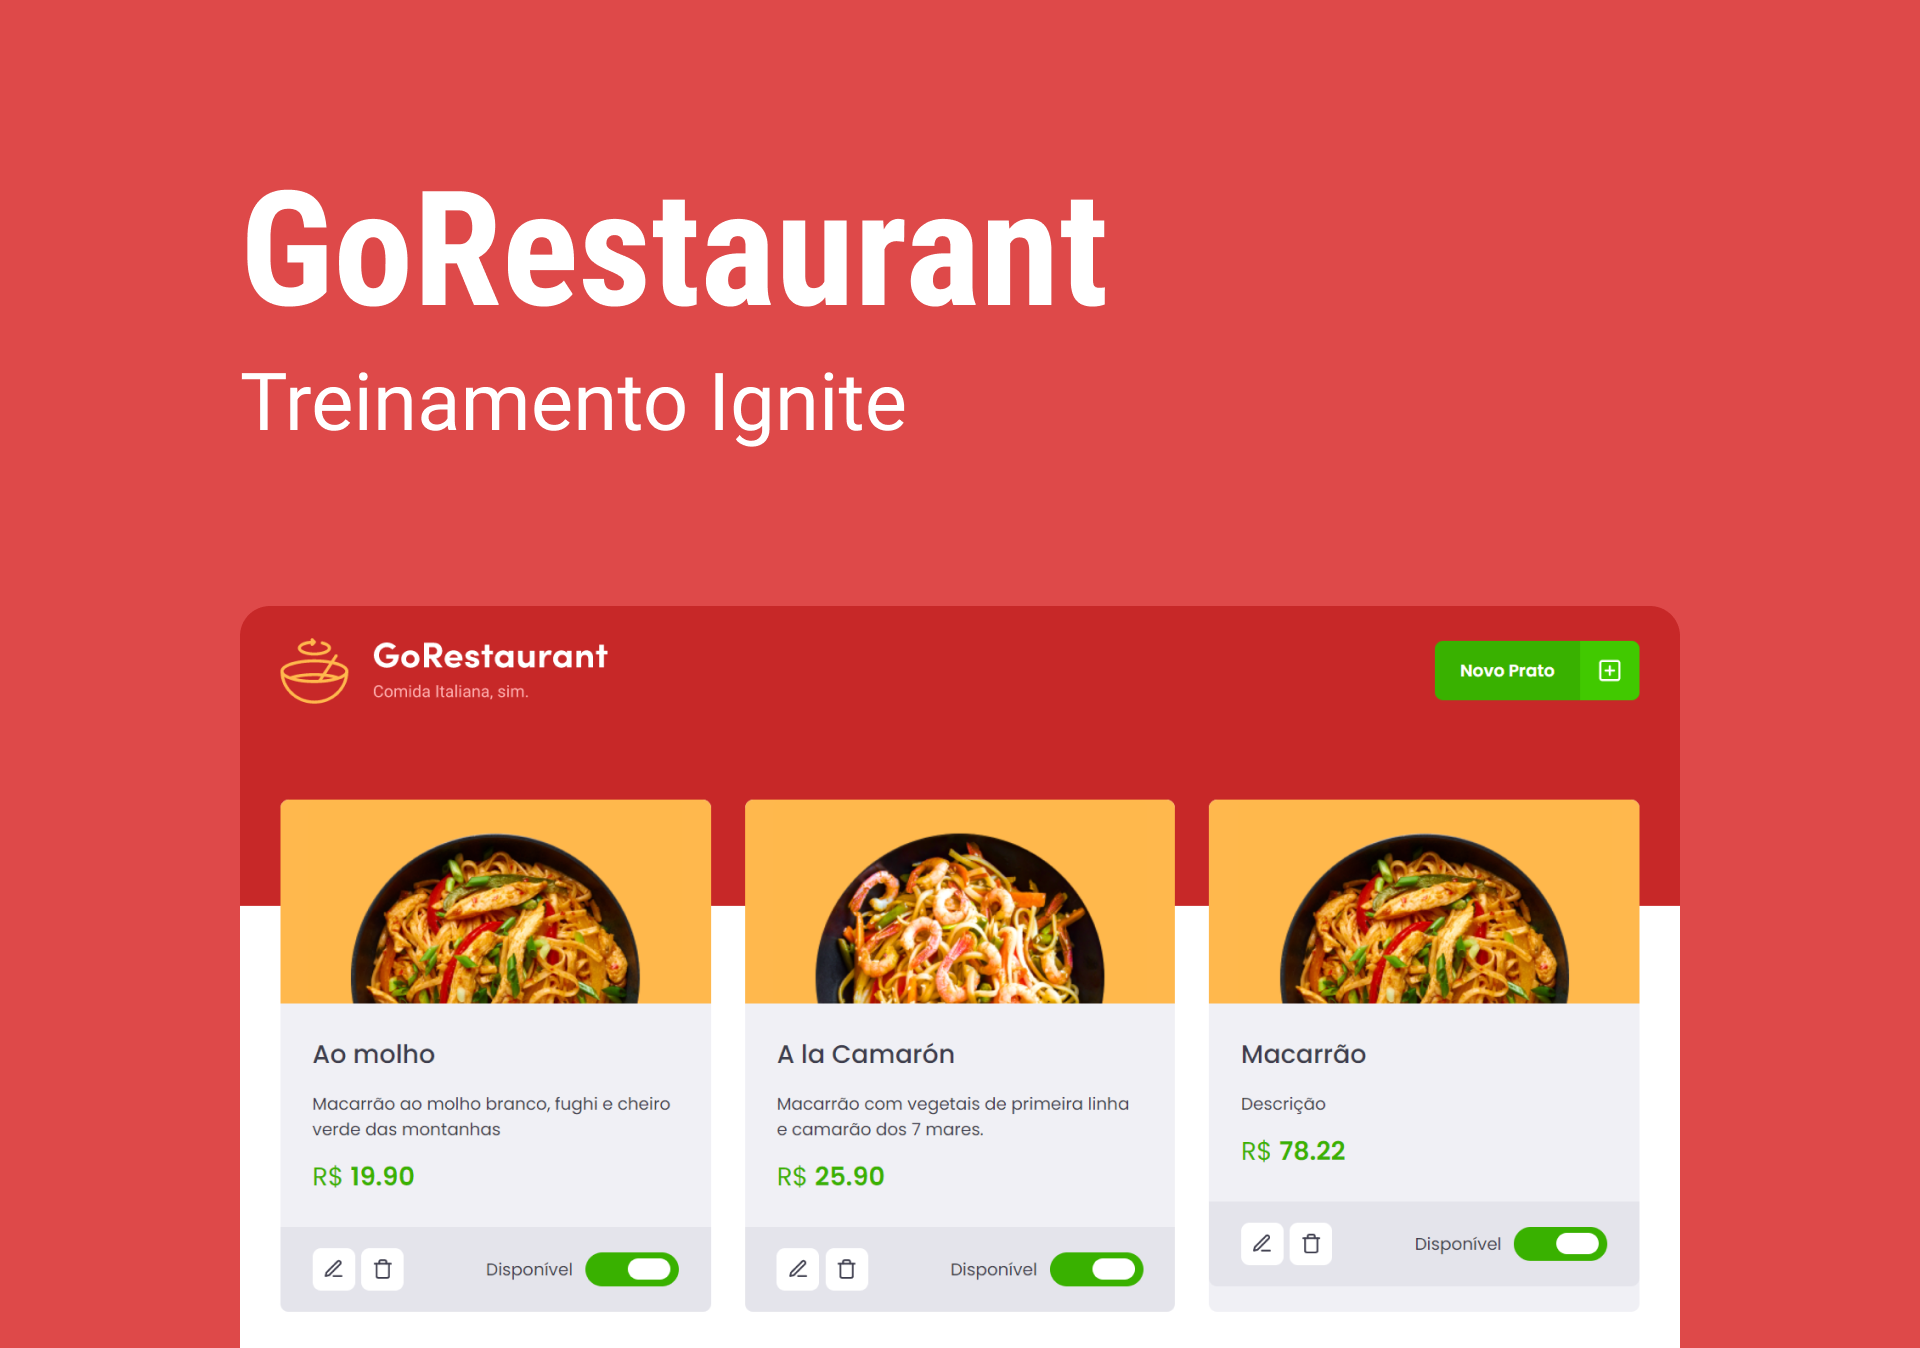 GoRestaurant
Treinamento Ignite
GoRestaurant
Comida Italiana, sim.
Novo Prato
Ao molho
Macarrão ao molho branco, fughi e cheiro
verde das montanhas
R$ 19.90
Disponível
A la Camarón
Macarrão com vegetais de primeira linha
e camarão dos 7 mares.
R$ 25.90
Disponível
Macarrão
Descrição
R$ 78.22
Disponível